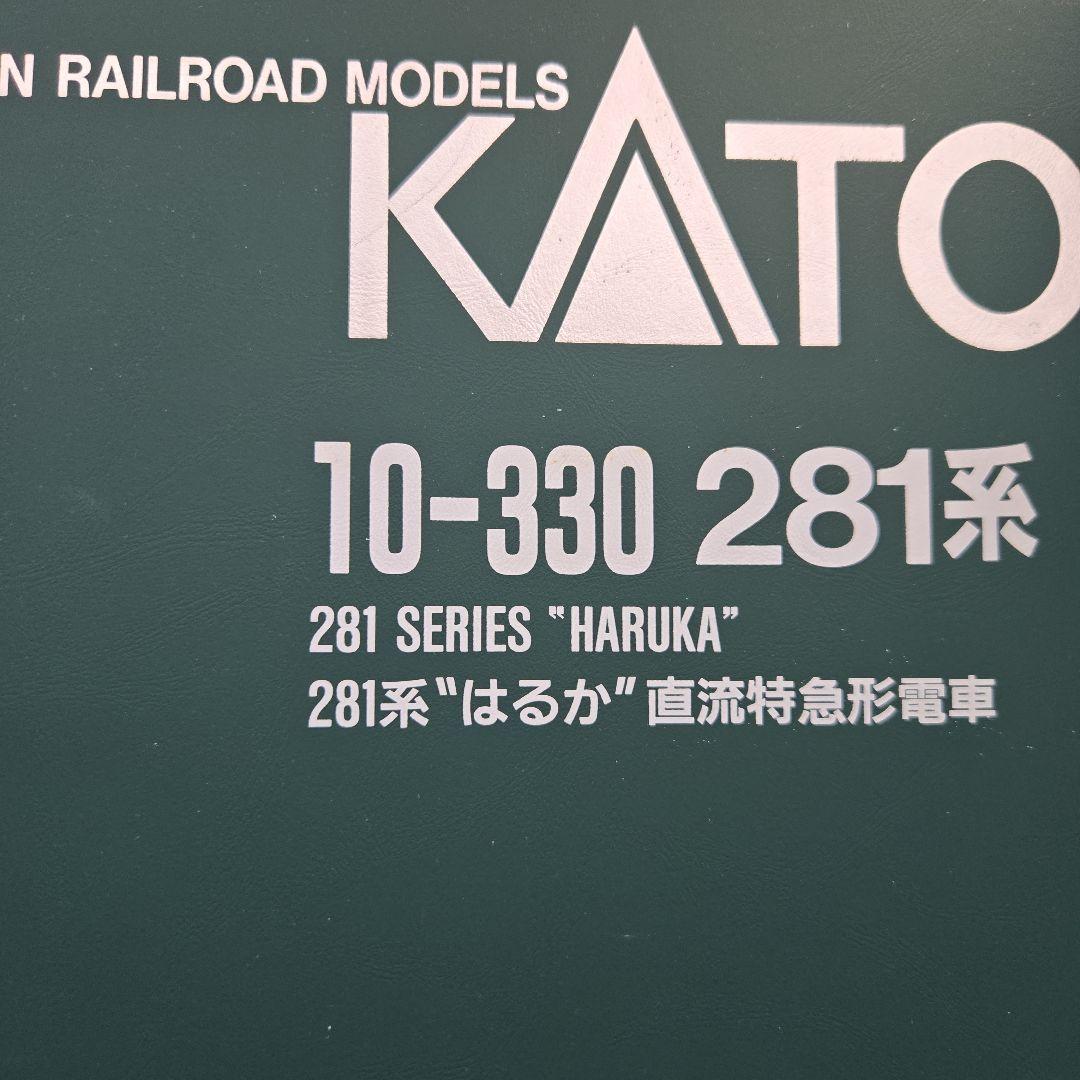 N RAILROAD MODELS
KATO
10-330 281系
281 SERIES "HARUKA"
281系"はるか"直流特急形電車